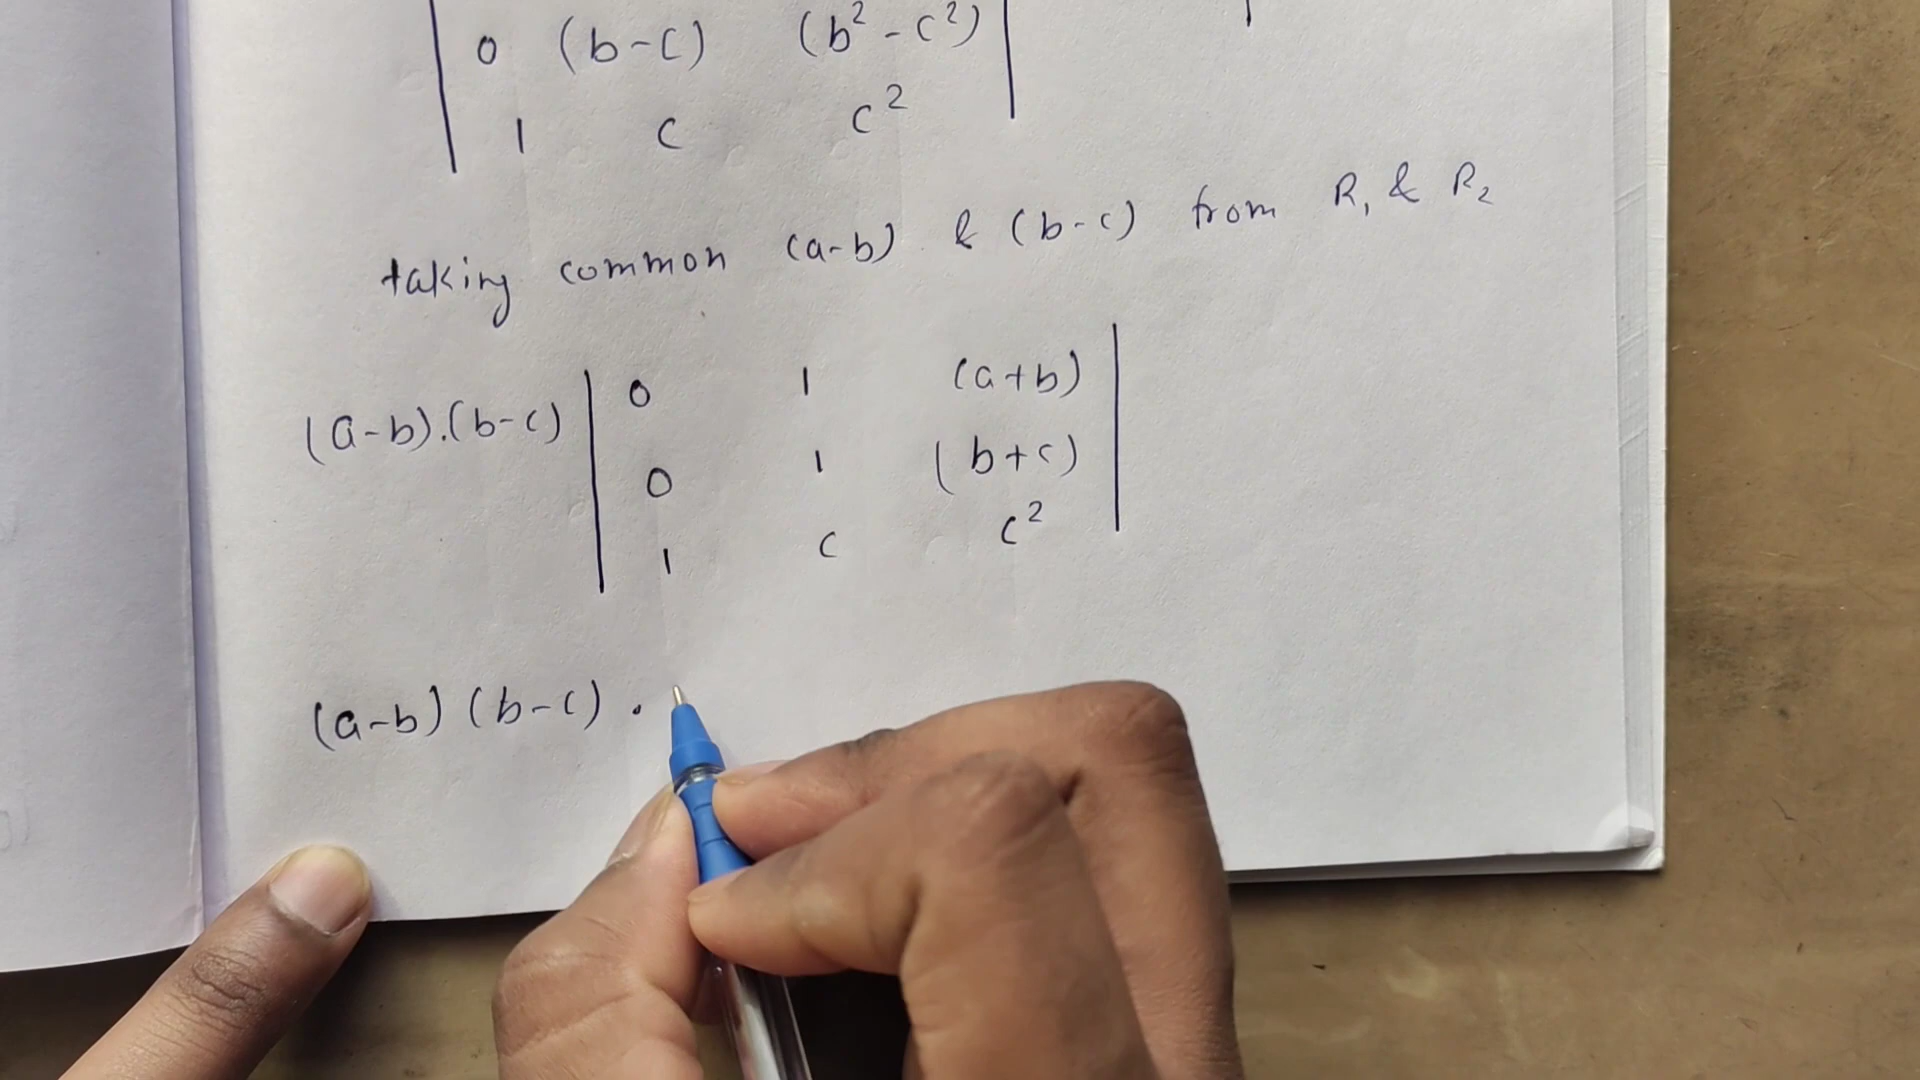 0 (b-c) (b²-c²)
1 c c²
taking common (a-b) & (b-c) from R₁ & R₂
(a-b).(b-c) | 0 1 (a+b) |
0 1 (b+c)
1 c c²
(a-b) (b-c) .